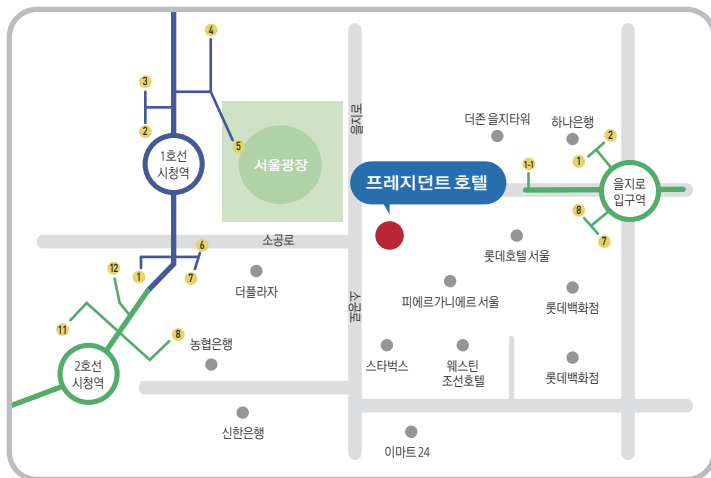 4
3
2
5
1호선
시청역
서울광장
을지로
더존 을지타워
하나은행
2
1
1-1
프레지던트 호텔
을지로
입구역
8
7
소공로
6
1
7
12
더플라자
롯데호텔 서울
피에르가니에르 서울
롯데백화점
소공로
11
8
농협은행
2호선
시청역
스타벅스
웨스틴
조선호텔
롯데백화점
신한은행
이마트 24